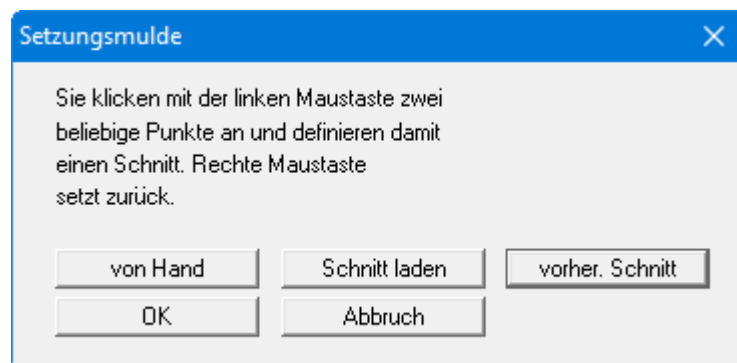 Setzungsmulde
Sie klicken mit der linken Maustaste zwei
beliebige Punkte an und definieren damit
einen Schnitt. Rechte Maustaste
setzt zurück.
von Hand Schnitt laden vorher. Schnitt
OK Abbruch